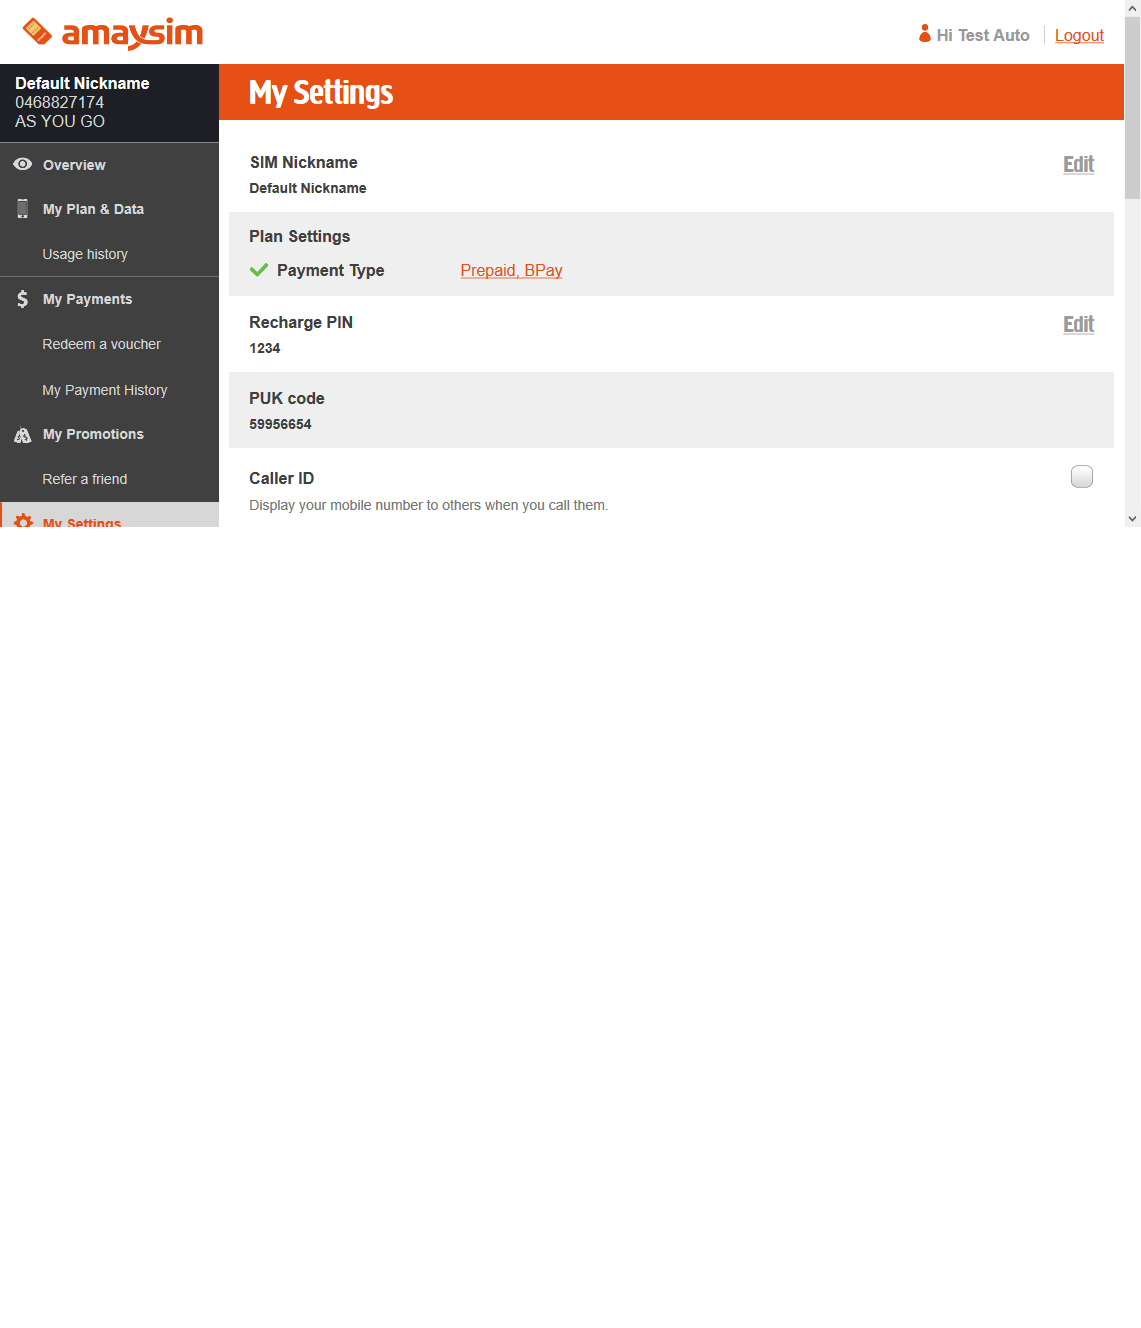 amaysim
Hi Test Auto
Logout
Default Nickname
0468827174
AS YOU GO
Overview
My Plan & Data
Usage history
My Payments
Redeem a voucher
My Payment History
My Promotions
Refer a friend
My Settings
My Settings
SIM Nickname
Edit
Default Nickname
Plan Settings
Payment Type
Prepaid, BPay
Recharge PIN
Edit
1234
PUK code
59956654
Caller ID
Display your mobile number to others when you call them.